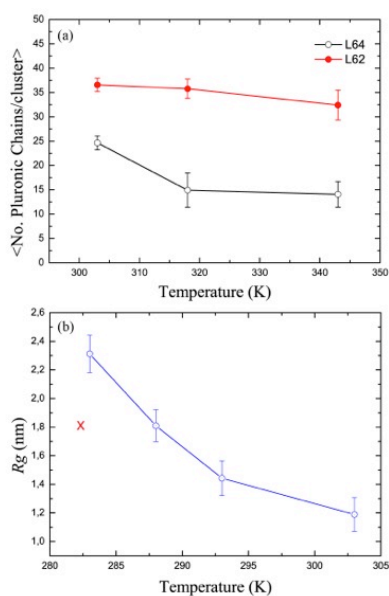 (a)
L64
L62
50
45
40
35
30
25
20
15
10
5
0
<No. Pluronic Chains/cluster>
300 310 320 330 340 350
Temperature (K)
(b)
2,6
2,4
2,2
2,0
1,8
1,6
1,4
1,2
1,0
Rg (nm)
X
280 285 290 295 300 305
Temperature (K)